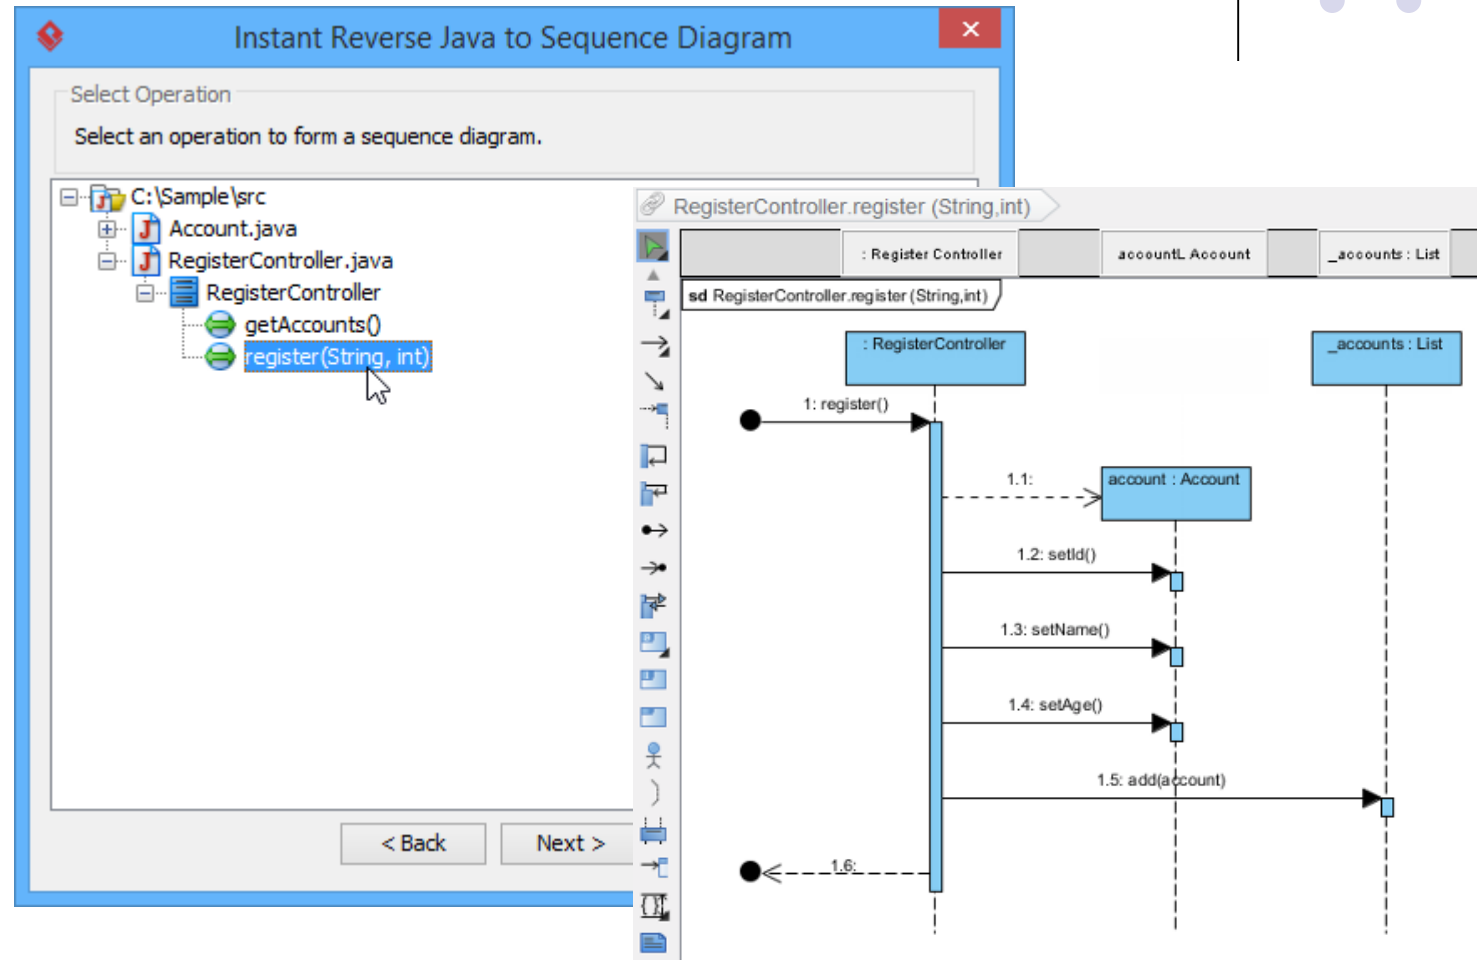 Instant Reverse Java to Sequence Diagram
Select Operation
Select an operation to form a sequence diagram.
C:\Sample\src
Account.java
RegisterController.java
RegisterController
getAccounts()
register(String, int)
< Back
Next >
RegisterController.register (String,int)
: Register Controller
accountL Account
_accounts : List
sd RegisterController.register (String,int)
: RegisterController
_accounts : List
1: register()
1.1:
account : Account
1.2: setId()
1.3: setName()
1.4: setAge()
1.5: add(account)
1.6: